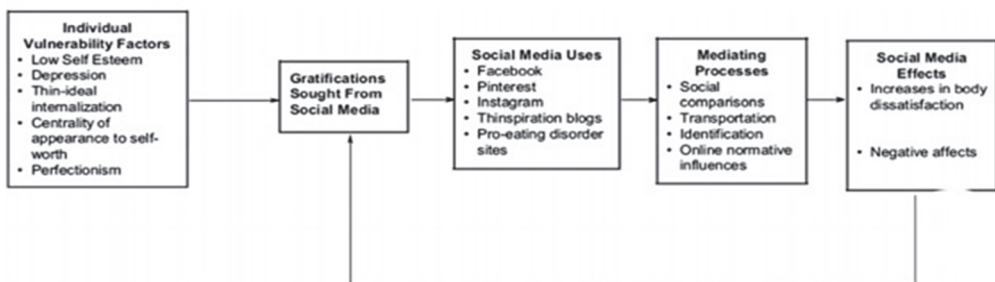 Individual
Vulnerability Factors
• Low Self Esteem
• Depression
• Thin-ideal
internalization
• Centrality of
appearance to self-
worth
• Perfectionism
Gratifications
Sought From
Social Media
Social Media Uses
• Facebook
• Pinterest
• Instagram
• Thinspiration blogs
• Pro-eating disorder
sites
Mediating
Processes
• Social
comparisons
• Transportation
• Identification
• Online normative
influences
Social Media
Effects
• Increases in body
dissatisfaction
• Negative affects